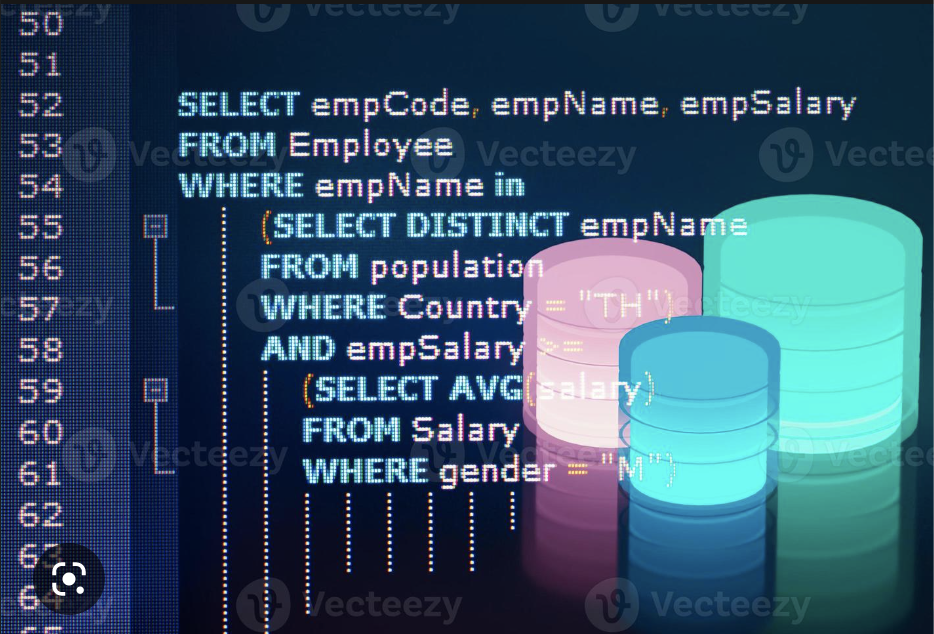 Vecteezy Vecteezy
50
51
52 SELECT empCode, empName, empSalary
53 FROM Employee
Vecteezy Vecteezy Vecteezy
54 WHERE empName in
55 (SELECT DISTINCT empName
56 FROM population
57 WHERE Country = "TH")
Vecteezy Vecteezy
58 AND empSalary >=
59 (SELECT AVG(salary)
60 FROM Salary
Vecteezy Vecteezy
61 WHERE gender = "M")
62
63
64
Vecteezy Vecteezy